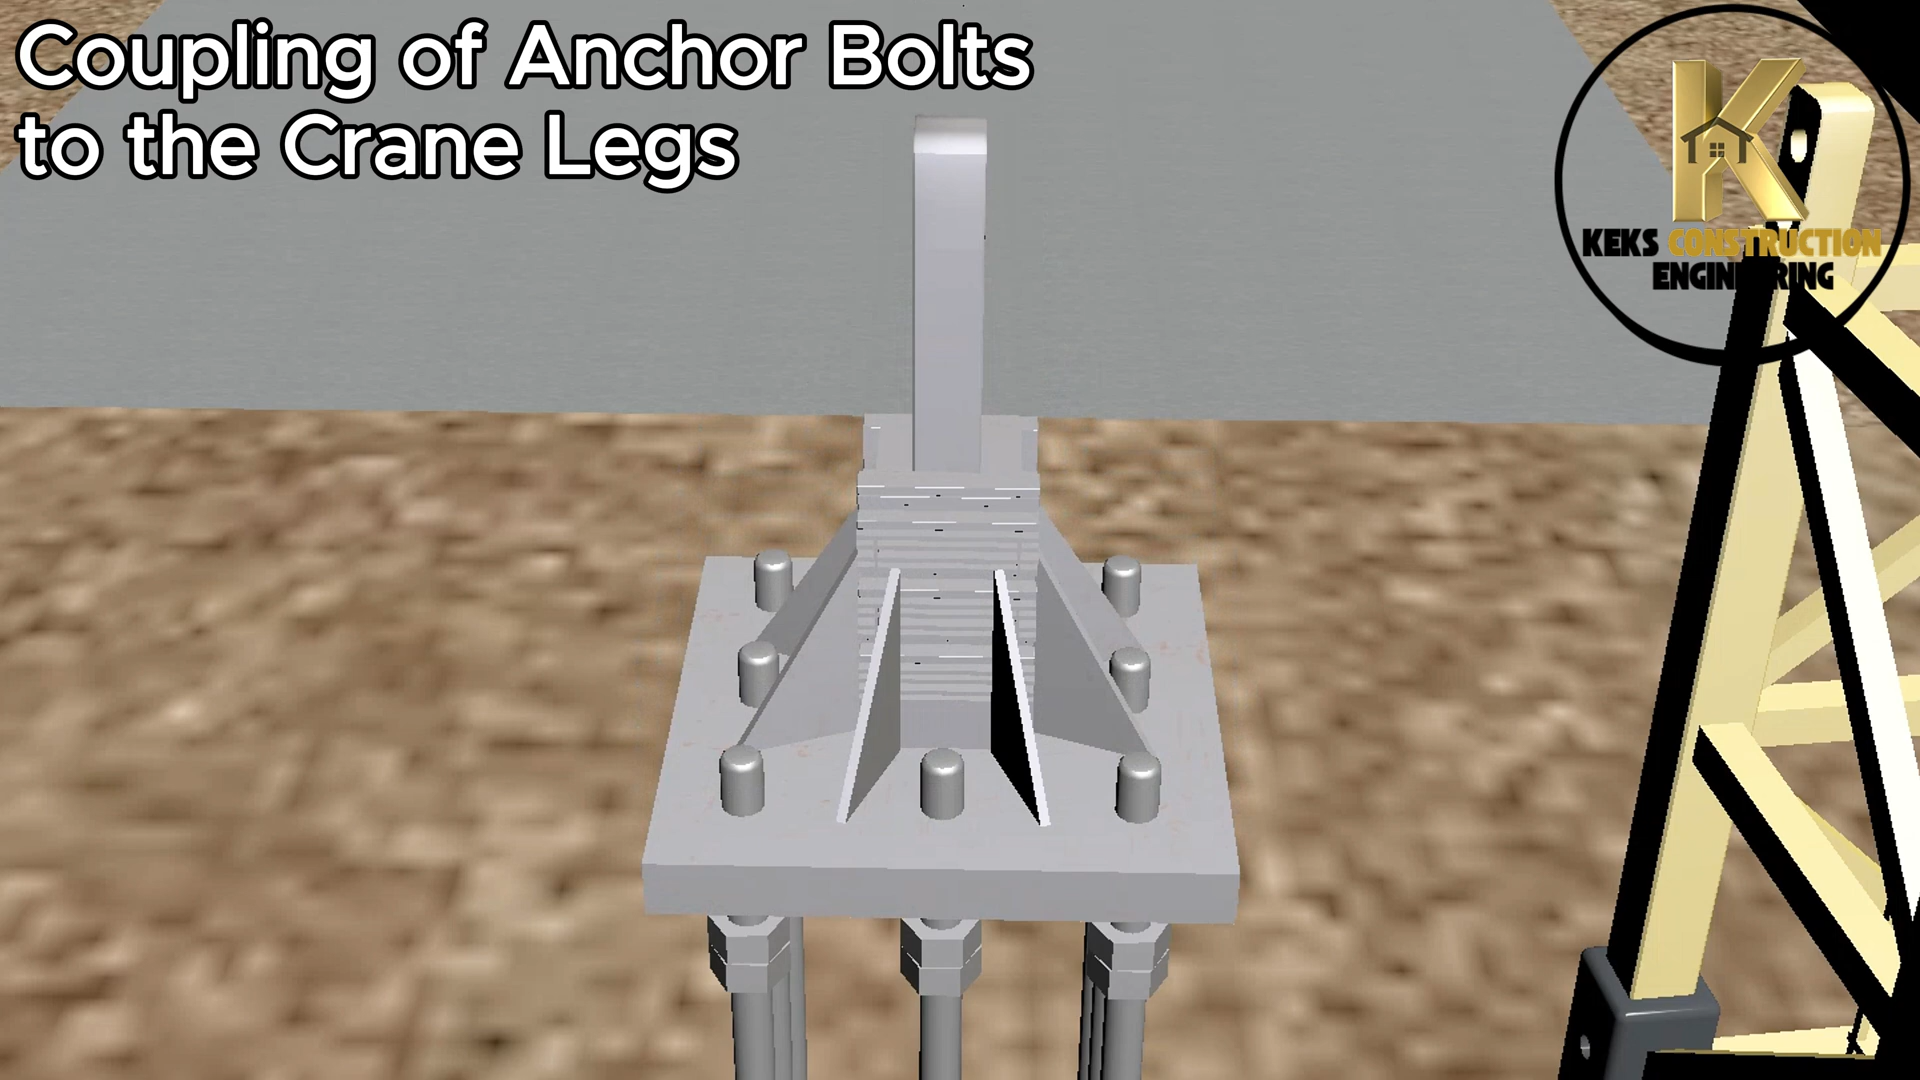 Coupling of Anchor Bolts
to the Crane Legs
K
KEKS CONSTRUCTION
ENGINEERING